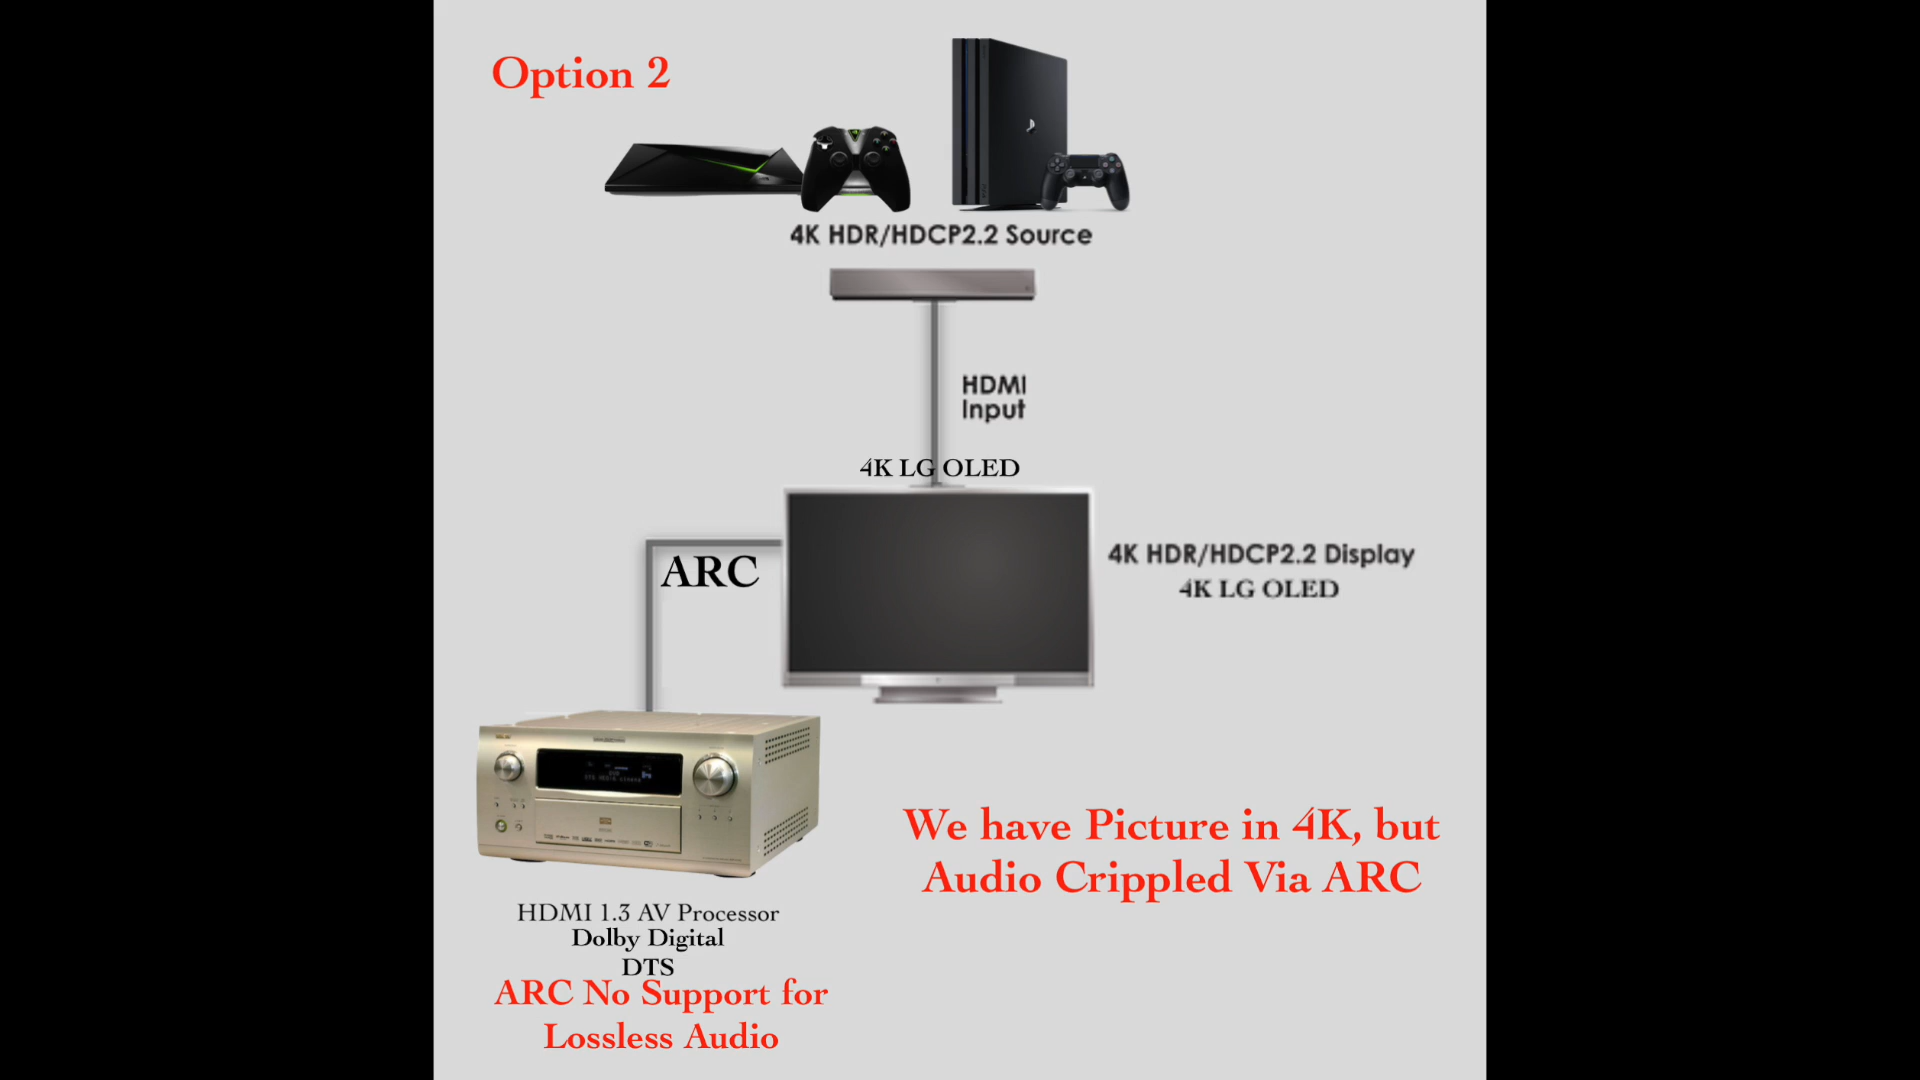 Option 2
4K HDR/HDCP2.2 Source
HDMI
Input
4K LG OLED
ARC
4K HDR/HDCP2.2 Display
4K LG OLED
We have Picture in 4K, but
Audio Crippled Via ARC
HDMI 1.3 AV Processor
Dolby Digital
DTS
ARC No Support for
Lossless Audio